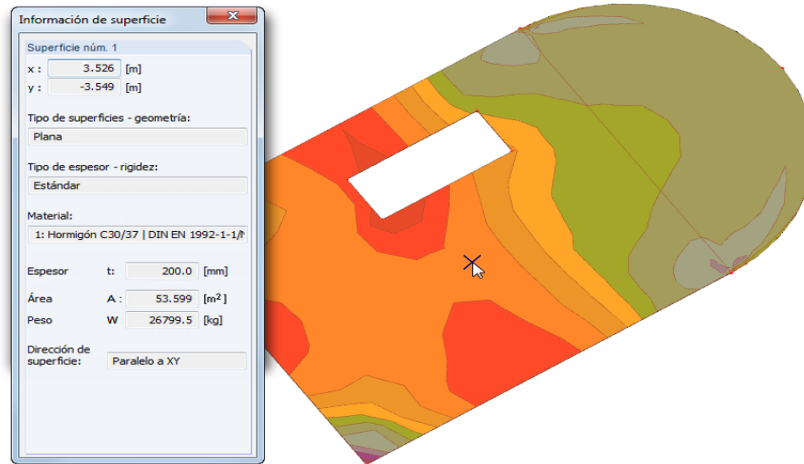 Información de superficie
Superficie núm. 1
x : 3.526 [m]
y : -3.549 [m]
Tipo de superficies - geometría:
Plana
Tipo de espesor - rigidez:
Estándar
Material:
1: Hormigón C30/37 | DIN EN 1992-1-1/
Espesor t: 200.0 [mm]
Área A : 53.599 [m²]
Peso W 26799.5 [kg]
Dirección de
superficie: Paralelo a XY